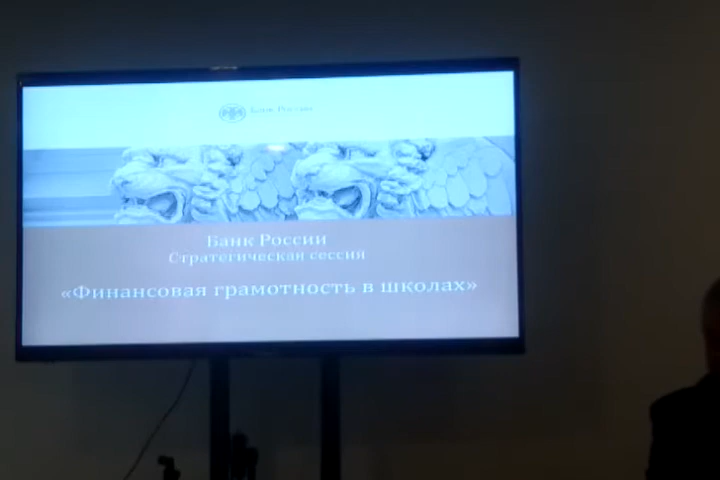 Банк России
Банк России
Стратегическая сессия
«Финансовая грамотность в школах»